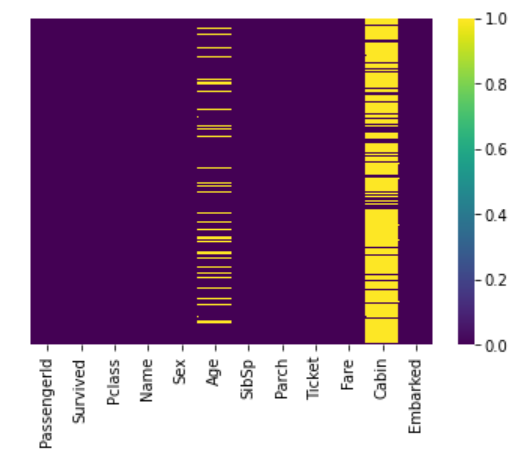 1.0
0.8
0.6
0.4
0.2
0.0
PassengerId
Survived
Pclass
Name
Sex
Age
SibSp
Parch
Ticket
Fare
Cabin
Embarked